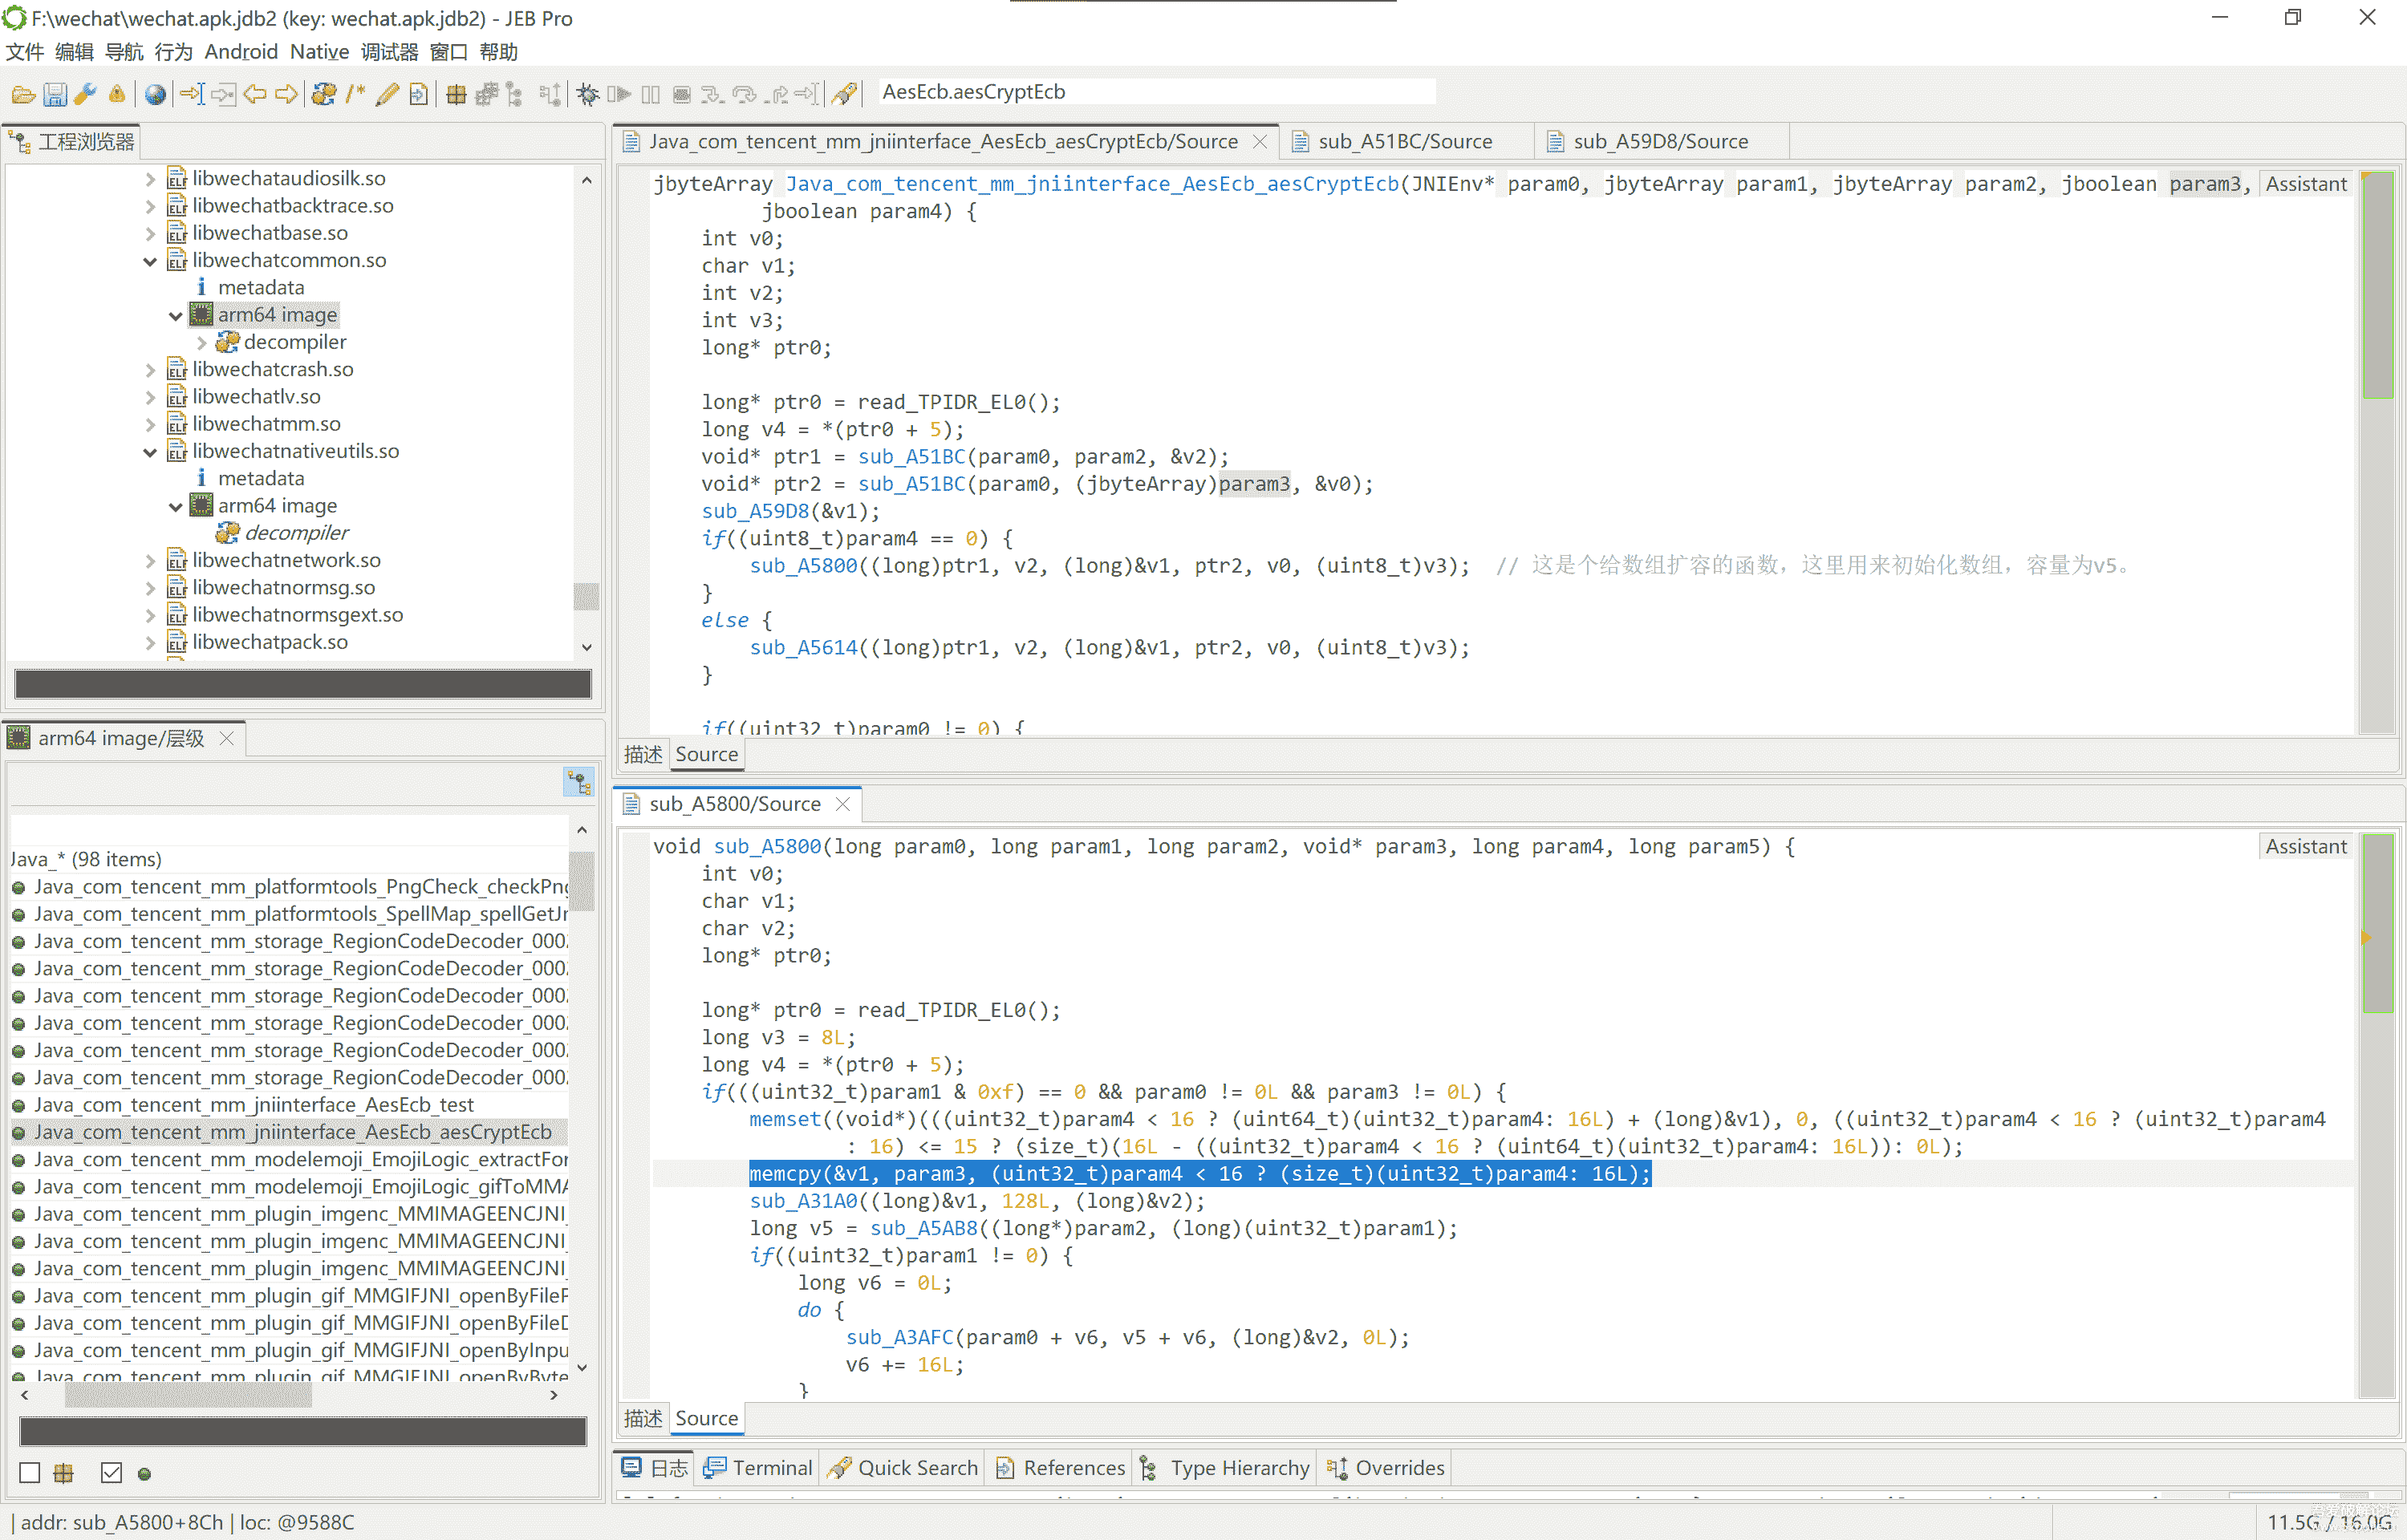 F:\wechat\wechat.apk.jdb2 (key: wechat.apk.jdb2) - JEB Pro
文件 编辑 导航 行为 Android Native 调试器 窗口 帮助
AesEcb.aesCryptEcb
工程浏览器
libwechataudiosilk.so
libwechatbacktrace.so
libwechatbase.so
libwechatcommon.so
metadata
arm64 image
decompiler
libwechatcrash.so
libwechatlv.so
libwechatmm.so
libwechatnativeutils.so
metadata
arm64 image
decompiler
libwechatnetwork.so
libwechatnormsg.so
libwechatnormsgext.so
libwechatpack.so
arm64 image/层级
Java_* (98 items)
Java_com_tencent_mm_platformtools_PngCheck_checkPng
Java_com_tencent_mm_platformtools_SpellMap_spellGetJr
Java_com_tencent_mm_storage_RegionCodeDecoder_000
Java_com_tencent_mm_storage_RegionCodeDecoder_000
Java_com_tencent_mm_storage_RegionCodeDecoder_000
Java_com_tencent_mm_storage_RegionCodeDecoder_000
Java_com_tencent_mm_storage_RegionCodeDecoder_000
Java_com_tencent_mm_storage_RegionCodeDecoder_000
Java_com_tencent_mm_jniinterface_AesEcb_test
Java_com_tencent_mm_jniinterface_AesEcb_aesCryptEcb
Java_com_tencent_mm_modelemoji_EmojiLogic_extractFor
Java_com_tencent_mm_modelemoji_EmojiLogic_gifToMMA
Java_com_tencent_mm_plugin_imgenc_MMIMAGEENCJNI_
Java_com_tencent_mm_plugin_imgenc_MMIMAGEENCJNI_
Java_com_tencent_mm_plugin_imgenc_MMIMAGEENCJNI_
Java_com_tencent_mm_plugin_gif_MMGIFJNI_openByFileF
Java_com_tencent_mm_plugin_gif_MMGIFJNI_openByFileD
Java_com_tencent_mm_plugin_gif_MMGIFJNI_openByInpu
Java_com_tencent_mm_plugin_gif_MMGIFJNI_openByByte
Java_com_tencent_mm_jniinterface_AesEcb_aesCryptEcb/Source
sub_A51BC/Source
sub_A59D8/Source
jbyteArray Java_com_tencent_mm_jniinterface_AesEcb_aesCryptEcb(JNIEnv* param0, jbyteArray param1, jbyteArray param2, jboolean param3, Assistant
jboolean param4) {
int v0;
char v1;
int v2;
int v3;
long* ptr0;
long* ptr0 = read_TPIDR_EL0();
long v4 = *(ptr0 + 5);
void* ptr1 = sub_A51BC(param0, param2, &v2);
void* ptr2 = sub_A51BC(param0, (jbyteArray)param3, &v0);
sub_A59D8(&v1);
if((uint8_t)param4 == 0) {
sub_A5800((long)ptr1, v2, (long)&v1, ptr2, v0, (uint8_t)v3); // 这是个给数组扩容的函数，这里用来初始化数组，容量为v5。
}
else {
sub_A5614((long)ptr1, v2, (long)&v1, ptr2, v0, (uint8_t)v3);
}
if((uint32_t)param0 != 0) {
描述 Source
sub_A5800/Source
void sub_A5800(long param0, long param1, long param2, void* param3, long param4, long param5) { Assistant
int v0;
char v1;
char v2;
long* ptr0;
long* ptr0 = read_TPIDR_EL0();
long v3 = 8L;
long v4 = *(ptr0 + 5);
if(((uint32_t)param1 & 0xf) == 0 && param0 != 0L && param3 != 0L) {
memset((void*)(((uint32_t)param4 < 16 ? (uint64_t)(uint32_t)param4: 16L) + (long)&v1), 0, ((uint32_t)param4 < 16 ? (uint32_t)param4
: 16) <= 15 ? (size_t)(16L - ((uint32_t)param4 < 16 ? (uint64_t)(uint32_t)param4: 16L)): 0L);
memcpy(&v1, param3, (uint32_t)param4 < 16 ? (size_t)(uint32_t)param4: 16L);
sub_A31A0((long)&v1, 128L, (long)&v2);
long v5 = sub_A5AB8((long*)param2, (long)(uint32_t)param1);
if((uint32_t)param1 != 0) {
long v6 = 0L;
do {
sub_A3AFC(param0 + v6, v5 + v6, (long)&v2, 0L);
v6 += 16L;
}
描述 Source
日志 Terminal Quick Search References Type Hierarchy Overrides
addr: sub_A5800+8Ch | loc: @9588C
11.5G / 16.0G